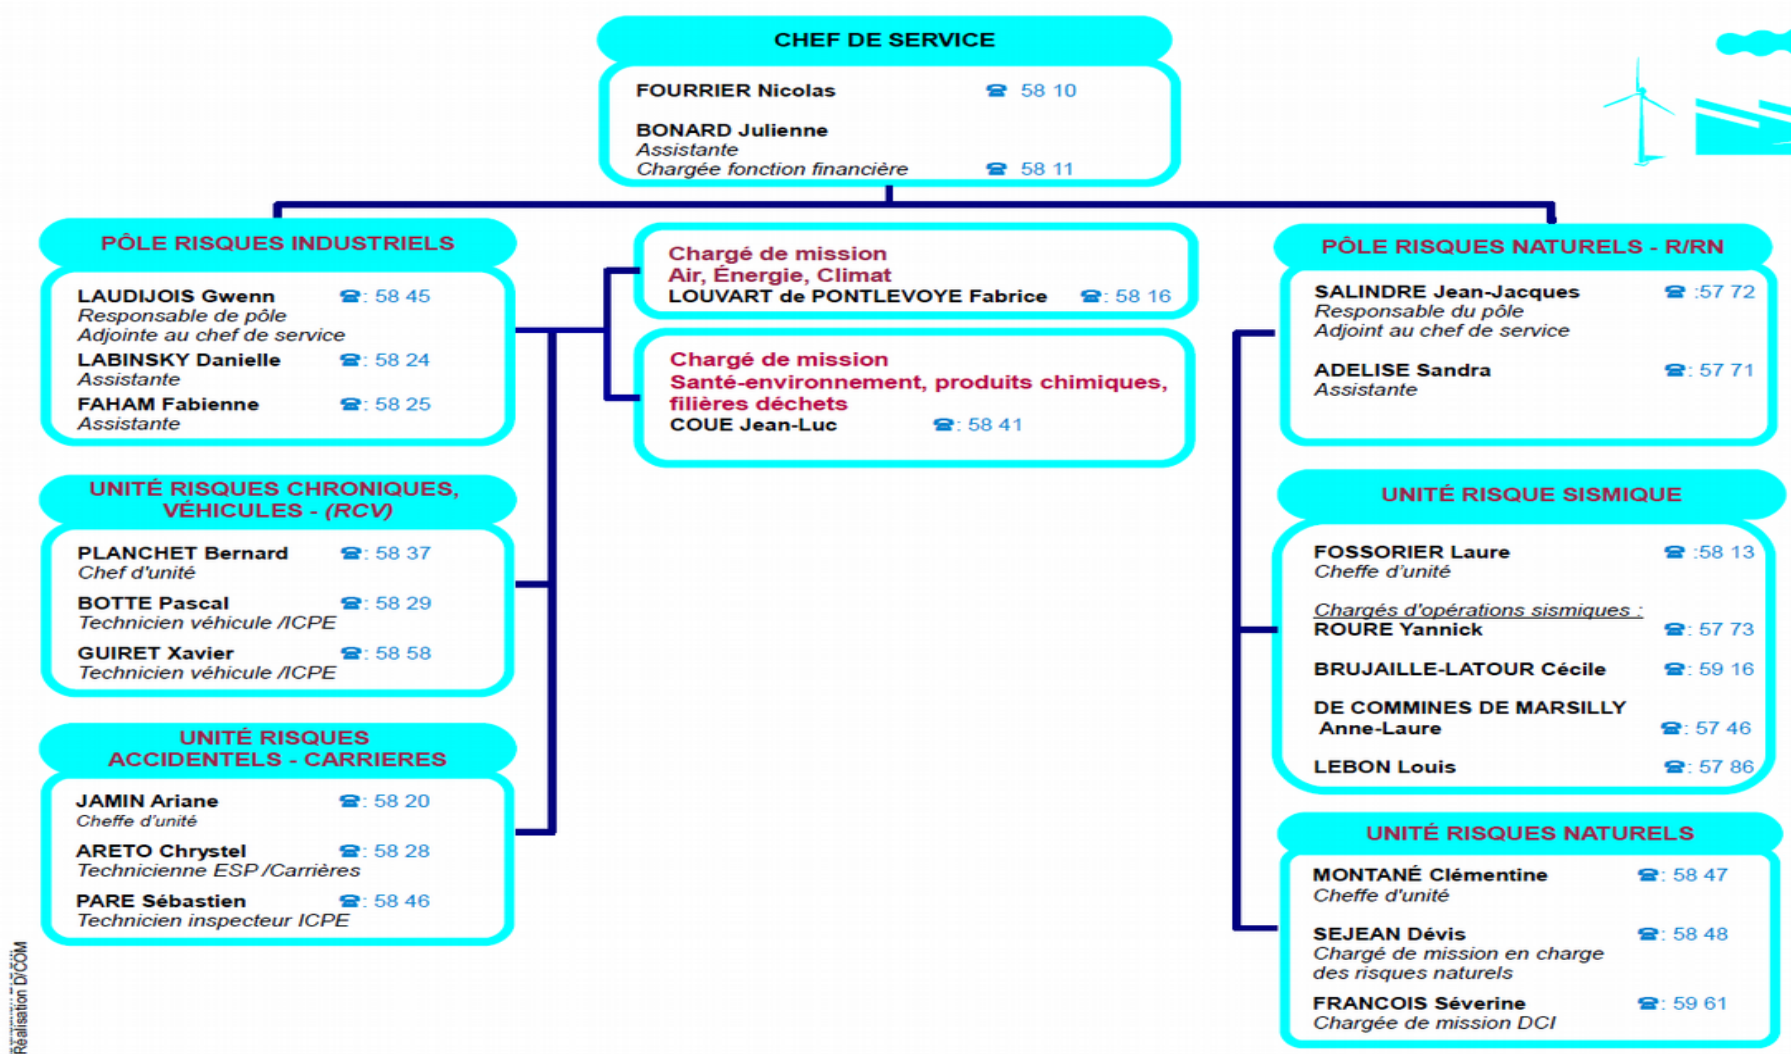 CHEF DE SERVICE
FOURRIER Nicolas ☎ 58 10
BONARD Julienne
Assistante
Chargée fonction financière ☎ 58 11
PÔLE RISQUES INDUSTRIELS
LAUDIJOIS Gwenn ☎: 58 45
Responsable de pôle
Adjointe au chef de service
LABINSKY Danielle ☎: 58 24
Assistante
FAHAM Fabienne ☎: 58 25
Assistante
UNITÉ RISQUES CHRONIQUES,
VÉHICULES - (RCV)
PLANCHET Bernard ☎: 58 37
Chef d'unité
BOTTE Pascal ☎: 58 29
Technicien véhicule /ICPE
GUIRET Xavier ☎: 58 58
Technicien véhicule /ICPE
UNITÉ RISQUES
ACCIDENTELS - CARRIERES
JAMIN Ariane ☎: 58 20
Cheffe d'unité
ARETO Chrystel ☎: 58 28
Technicienne ESP /Carrières
PARE Sébastien ☎: 58 46
Technicien inspecteur ICPE
Chargé de mission
Air, Énergie, Climat
LOUVART de PONTLEVOYE Fabrice ☎: 58 16
Chargé de mission
Santé-environnement, produits chimiques,
filières déchets
COUE Jean-Luc ☎: 58 41
PÔLE RISQUES NATURELS - R/RN
SALINDRE Jean-Jacques ☎ :57 72
Responsable du pôle
Adjoint au chef de service
ADELISE Sandra ☎: 57 71
Assistante
UNITÉ RISQUE SISMIQUE
FOSSORIER Laure ☎ :58 13
Cheffe d’unité
Chargés d'opérations sismiques :
ROURE Yannick ☎: 57 73
BRUJAILLE-LATOUR Cécile ☎: 59 16
DE COMMINES DE MARSILLY
Anne-Laure ☎: 57 46
LEBON Louis ☎: 57 86
UNITÉ RISQUES NATURELS
MONTANÉ Clémentine ☎: 58 47
Cheffe d'unité
SEJEAN Dévis ☎: 58 48
Chargé de mission en charge
des risques naturels
FRANCOIS Séverine ☎: 59 61
Chargée de mission DCI
Réalisation D/COM